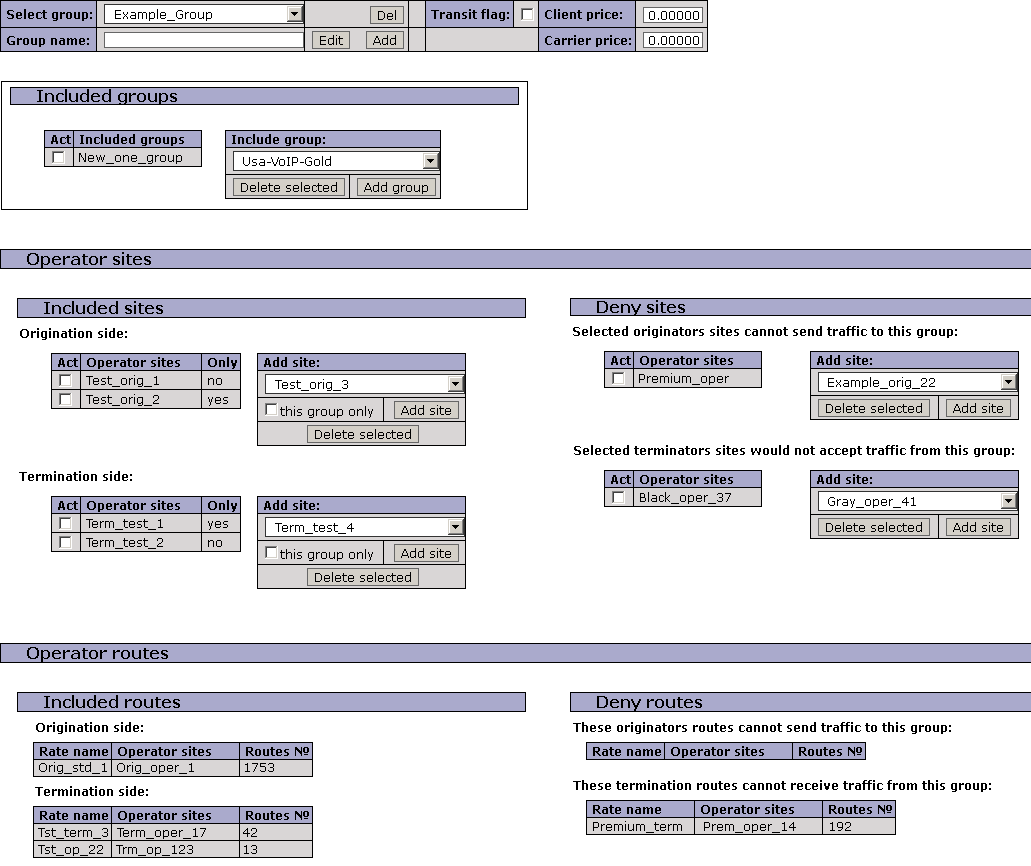 Select group: Example_Group Del Transit flag: Client price: 0.00000
Group name: Edit Add Carrier price: 0.00000
Included groups
Act Included groups
New_one_group
Include group:
Usa-VoIP-Gold
Delete selected Add group
Operator sites
Included sites
Origination side:
Act Operator sites Only
Test_orig_1 no
Test_orig_2 yes
Add site:
Test_orig_3
this group only Add site
Delete selected
Termination side:
Act Operator sites Only
Term_test_1 yes
Term_test_2 no
Add site:
Term_test_4
this group only Add site
Delete selected
Deny sites
Selected originators sites cannot send traffic to this group:
Act Operator sites
Premium_oper
Add site:
Example_orig_22
Delete selected Add site
Selected terminators sites would not accept traffic from this group:
Act Operator sites
Black_oper_37
Add site:
Gray_oper_41
Delete selected Add site
Operator routes
Included routes
Origination side:
Rate name Operator sites Routes №
Orig_std_1 Orig_oper_1 1753
Termination side:
Rate name Operator sites Routes №
Tst_term_3 Term_oper_17 42
Tst_op_22 Trm_op_123 13
Deny routes
These originators routes cannot send traffic to this group:
Rate name Operator sites Routes №
These termination routes cannot receive traffic from this group:
Rate name Operator sites Routes №
Premium_term Prem_oper_14 192